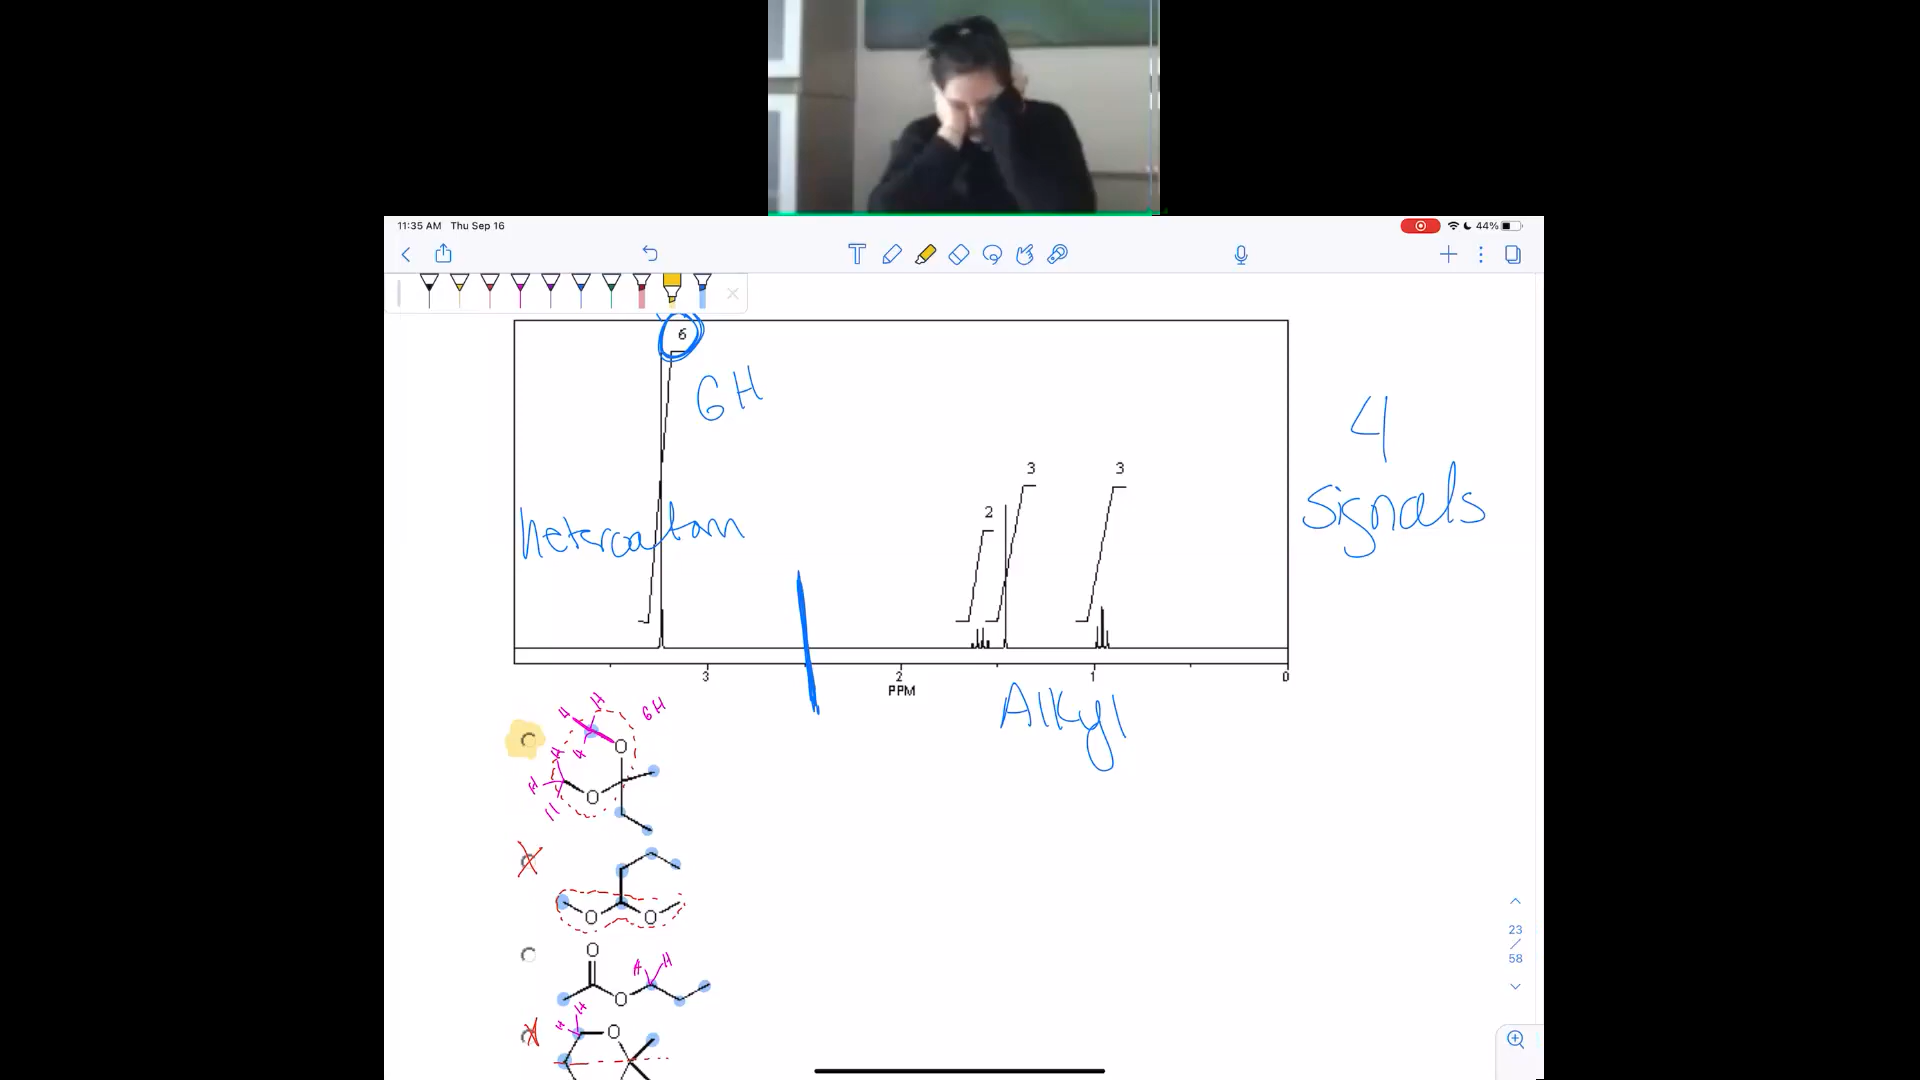 11:35 AM Thu Sep 16
44%
T
6
6H
4
signals
3
3
2
heteroatom
3
2
1
0
PPM
Alkyl
H
H
6H
H
O
H
H
H
O
H
O
O
O
H
H
O
H
H
O
23
/
58